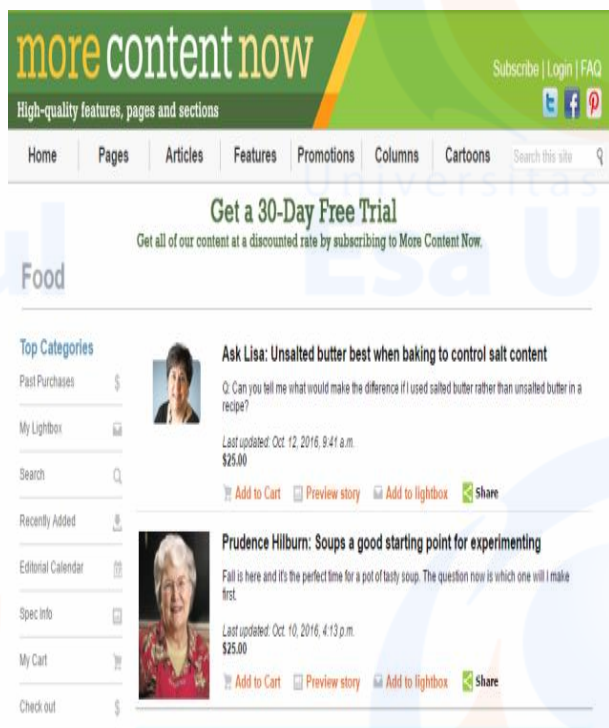 more content now
High-quality features, pages and sections
Subscribe | Login | FAQ
Home Pages Articles Features Promotions Columns Cartoons Search this site
Universitas
Esa U
ul
Get a 30-Day Free Trial
Get all of our content at a discounted rate by subscribing to More Content Now.
Food
Top Categories
Past Purchases
My Lightbox
Search
Recently Added
Editorial Calendar
Spec Info
My Cart
Check out
Ask Lisa: Unsalted butter best when baking to control salt content
Q: Can you tell me what would make the difference if I used salted butter rather than unsalted butter in a
recipe?
Last updated: Oct. 12, 2016, 9:41 a.m.
$25.00
Add to Cart Preview story Add to lightbox Share
Prudence Hilburn: Soups a good starting point for experimenting
Fall is here and it's the perfect time for a pot of tasty soup. The question now is which one will I make
first.
Last updated: Oct. 10, 2016, 4:13 p.m.
$25.00
Add to Cart Preview story Add to lightbox Share